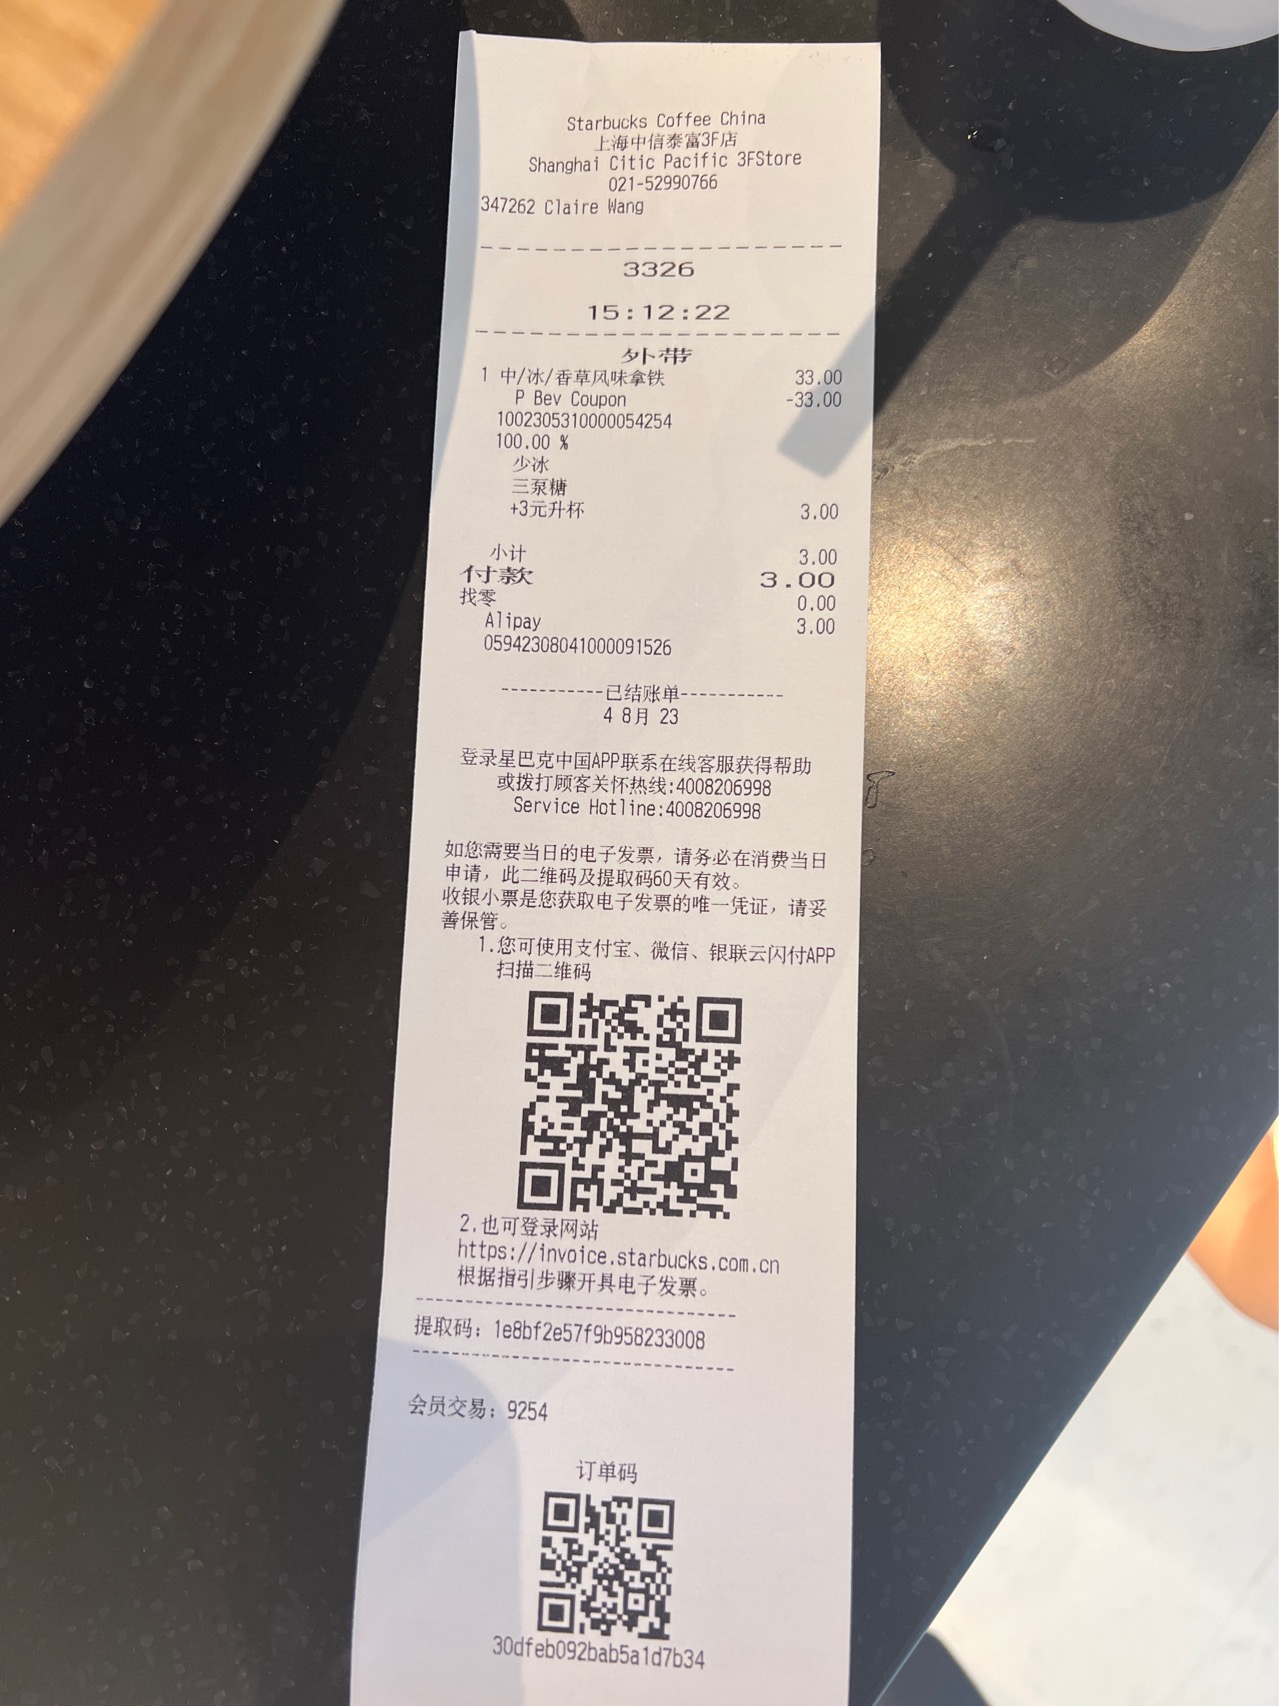 Starbucks Coffee China
上海中信泰富3F店
Shanghai Citic Pacific 3FStore
021-52990766
347262 Claire Wang
3326
15:12:22
外带
1 中/冰/香草风味拿铁 33.00
P Bev Coupon -33.00
1002305310000054254
100.00 %
少冰
三泵糖
+3元升杯 3.00
小计 3.00
付款 3.00
找零 0.00
Alipay 3.00
05942308041000091526
-----------已结账单-----------
4 8月 23
登录星巴克中国APP联系在线客服获得帮助
或拨打顾客关怀热线:4008206998
Service Hotline:4008206998
如您需要当日的电子发票，请务必在消费当日
申请，此二维码及提取码60天有效。
收银小票是您获取电子发票的唯一凭证，请妥
善保管。
1.您可使用支付宝、微信、银联云闪付APP
扫描二维码
2.也可登录网站
https://invoice.starbucks.com.cn
根据指引步骤开具电子发票。
提取码：1e8bf2e57f9b958233008
会员交易：9254
订单码
30dfeb092bab5a1d7b34